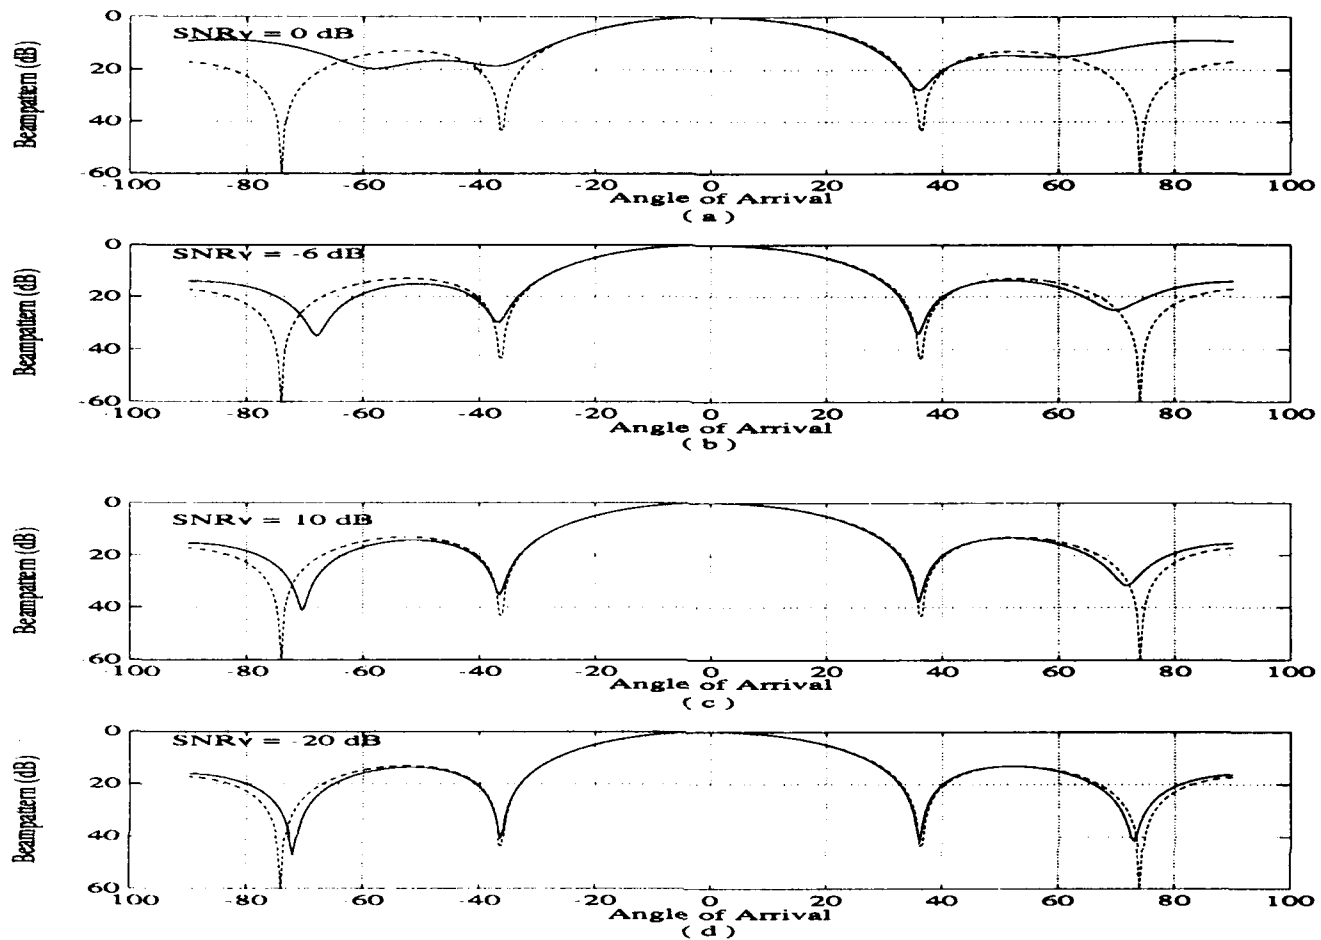 0
20
40
60
Beampattern (dB)
SNRv = 0 dB
-100 -80 -60 -40 -20 0 20 40 60 80 100
Angle of Arrival
( a )
0
20
40
60
Beampattern (dB)
SNRv = -6 dB
100 -80 -60 -40 -20 0 20 40 60 80 100
Angle of Arrival
( b )
0
20
40
60
Beampattern (dB)
SNRv = 10 dB
100 -80 -60 -40 -20 0 20 40 60 80 100
Angle of Arrival
( c )
0
20
40
60
Beampattern (dB)
SNRv = -20 dB
100 -80 -60 -40 -20 0 20 40 60 80 100
Angle of Arrival
( d )